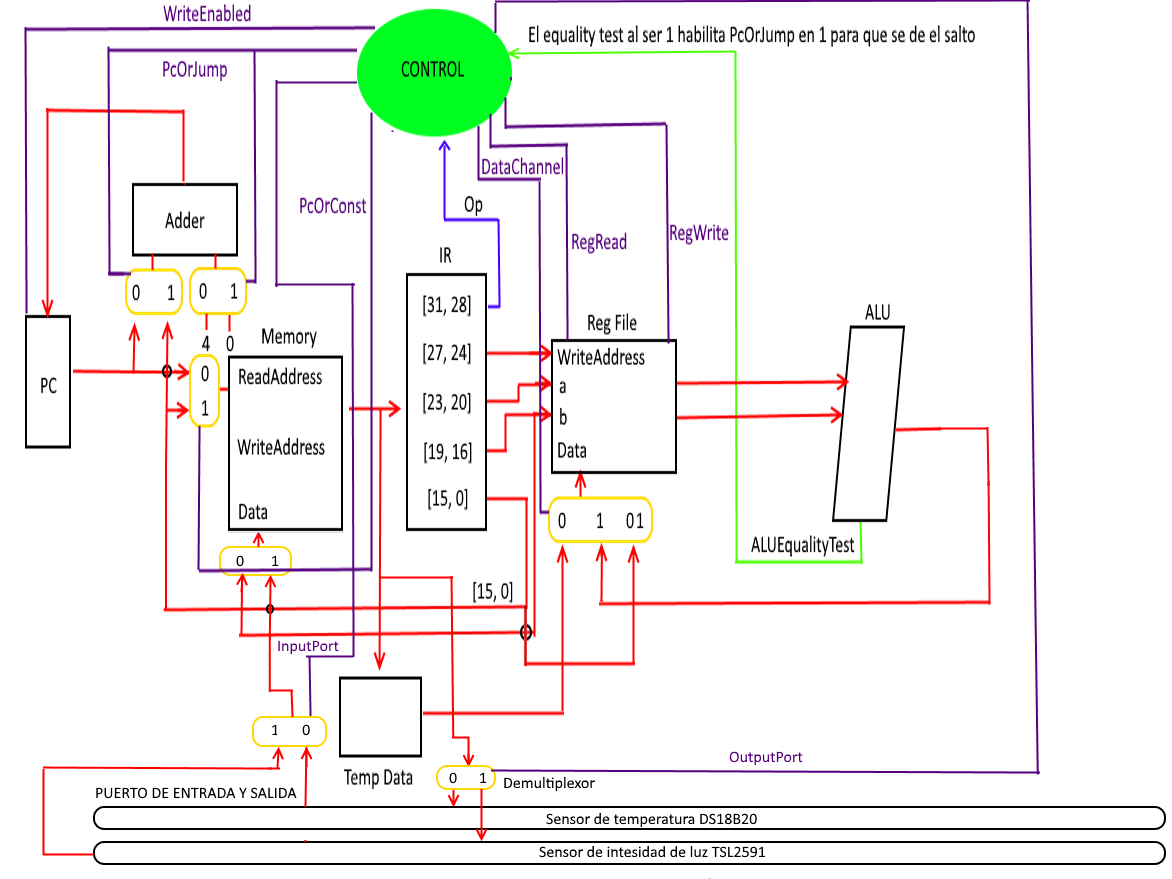 WriteEnabled
El equality test al ser 1 habilita PcOrJump en 1 para que se de el salto
PcOrJump
CONTROL
DataChannel
Adder
PcOrConst
Op
RegRead
RegWrite
IR
0 1
0 1
[31, 28]
ALU
Reg File
4 0
Memory
PC
0
1
ReadAddress
WriteAddress
Data
[27, 24]
[23, 20]
[19, 16]
[15, 0]
WriteAddress
a
b
Data
0 1 01
ALUEqualityTest
0 1
[15, 0]
InputPort
1 0
Temp Data
OutputPort
0 1
Demultiplexor
PUERTO DE ENTRADA Y SALIDA
Sensor de temperatura DS18B20
Sensor de intesidad de luz TSL2591